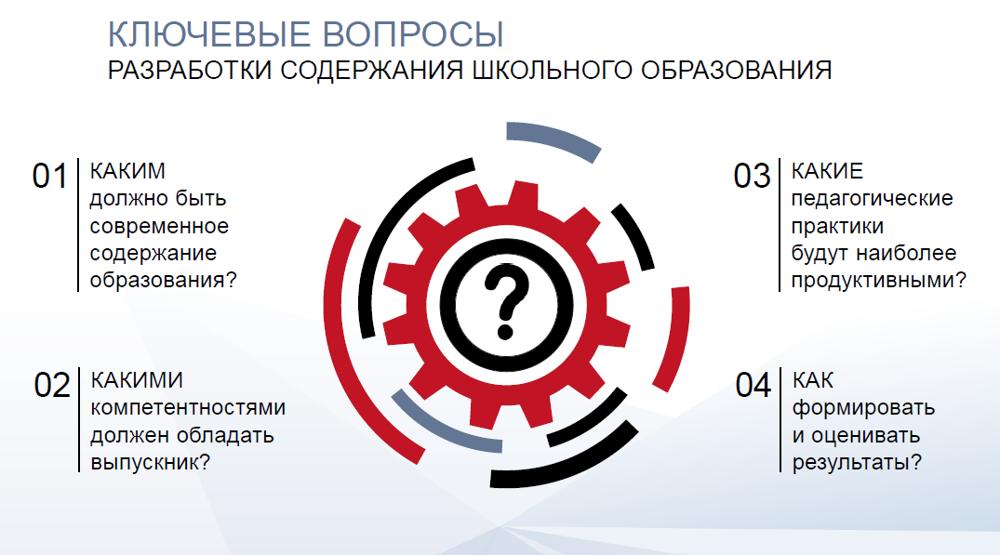 КЛЮЧЕВЫЕ ВОПРОСЫ
РАЗРАБОТКИ СОДЕРЖАНИЯ ШКОЛЬНОГО ОБРАЗОВАНИЯ
01
КАКИМ
должно быть
современное
содержание
образования?
02
КАКИМИ
компетентностями
должен обладать
выпускник?
?
03
КАКИЕ
педагогические
практики
будут наиболее
продуктивными?
04
КАК
формировать
и оценивать
результаты?